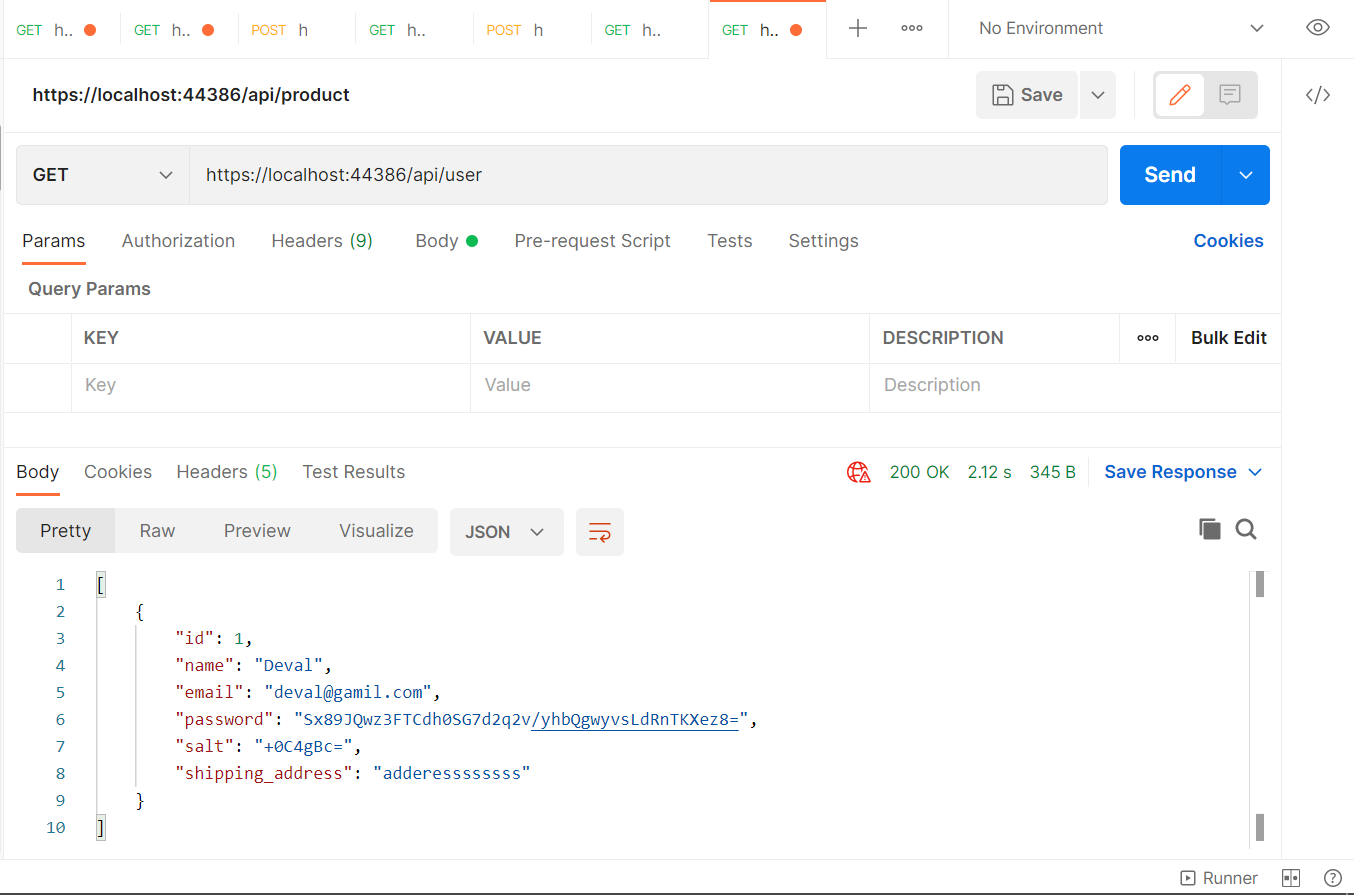 GET h.. GET h.. POST h GET h.. POST h GET h.. GET h.. No Environment
https://localhost:44386/api/product Save
GET https://localhost:44386/api/user Send
Params Authorization Headers (9) Body Pre-request Script Tests Settings Cookies
Query Params
KEY VALUE DESCRIPTION Bulk Edit
Key Value Description
Body Cookies Headers (5) Test Results 200 OK 2.12 s 345 B Save Response
Pretty Raw Preview Visualize JSON
1 [
2 {
3 "id": 1,
4 "name": "Deval",
5 "email": "deval@gamil.com",
6 "password": "Sx89JQwz3FTCdh0SG7d2q2v/yhbQgwyvsLdRnTKXez8=",
7 "salt": "+0C4gBc=",
8 "shipping_address": "adderessssssss"
9 }
10 ]
Runner